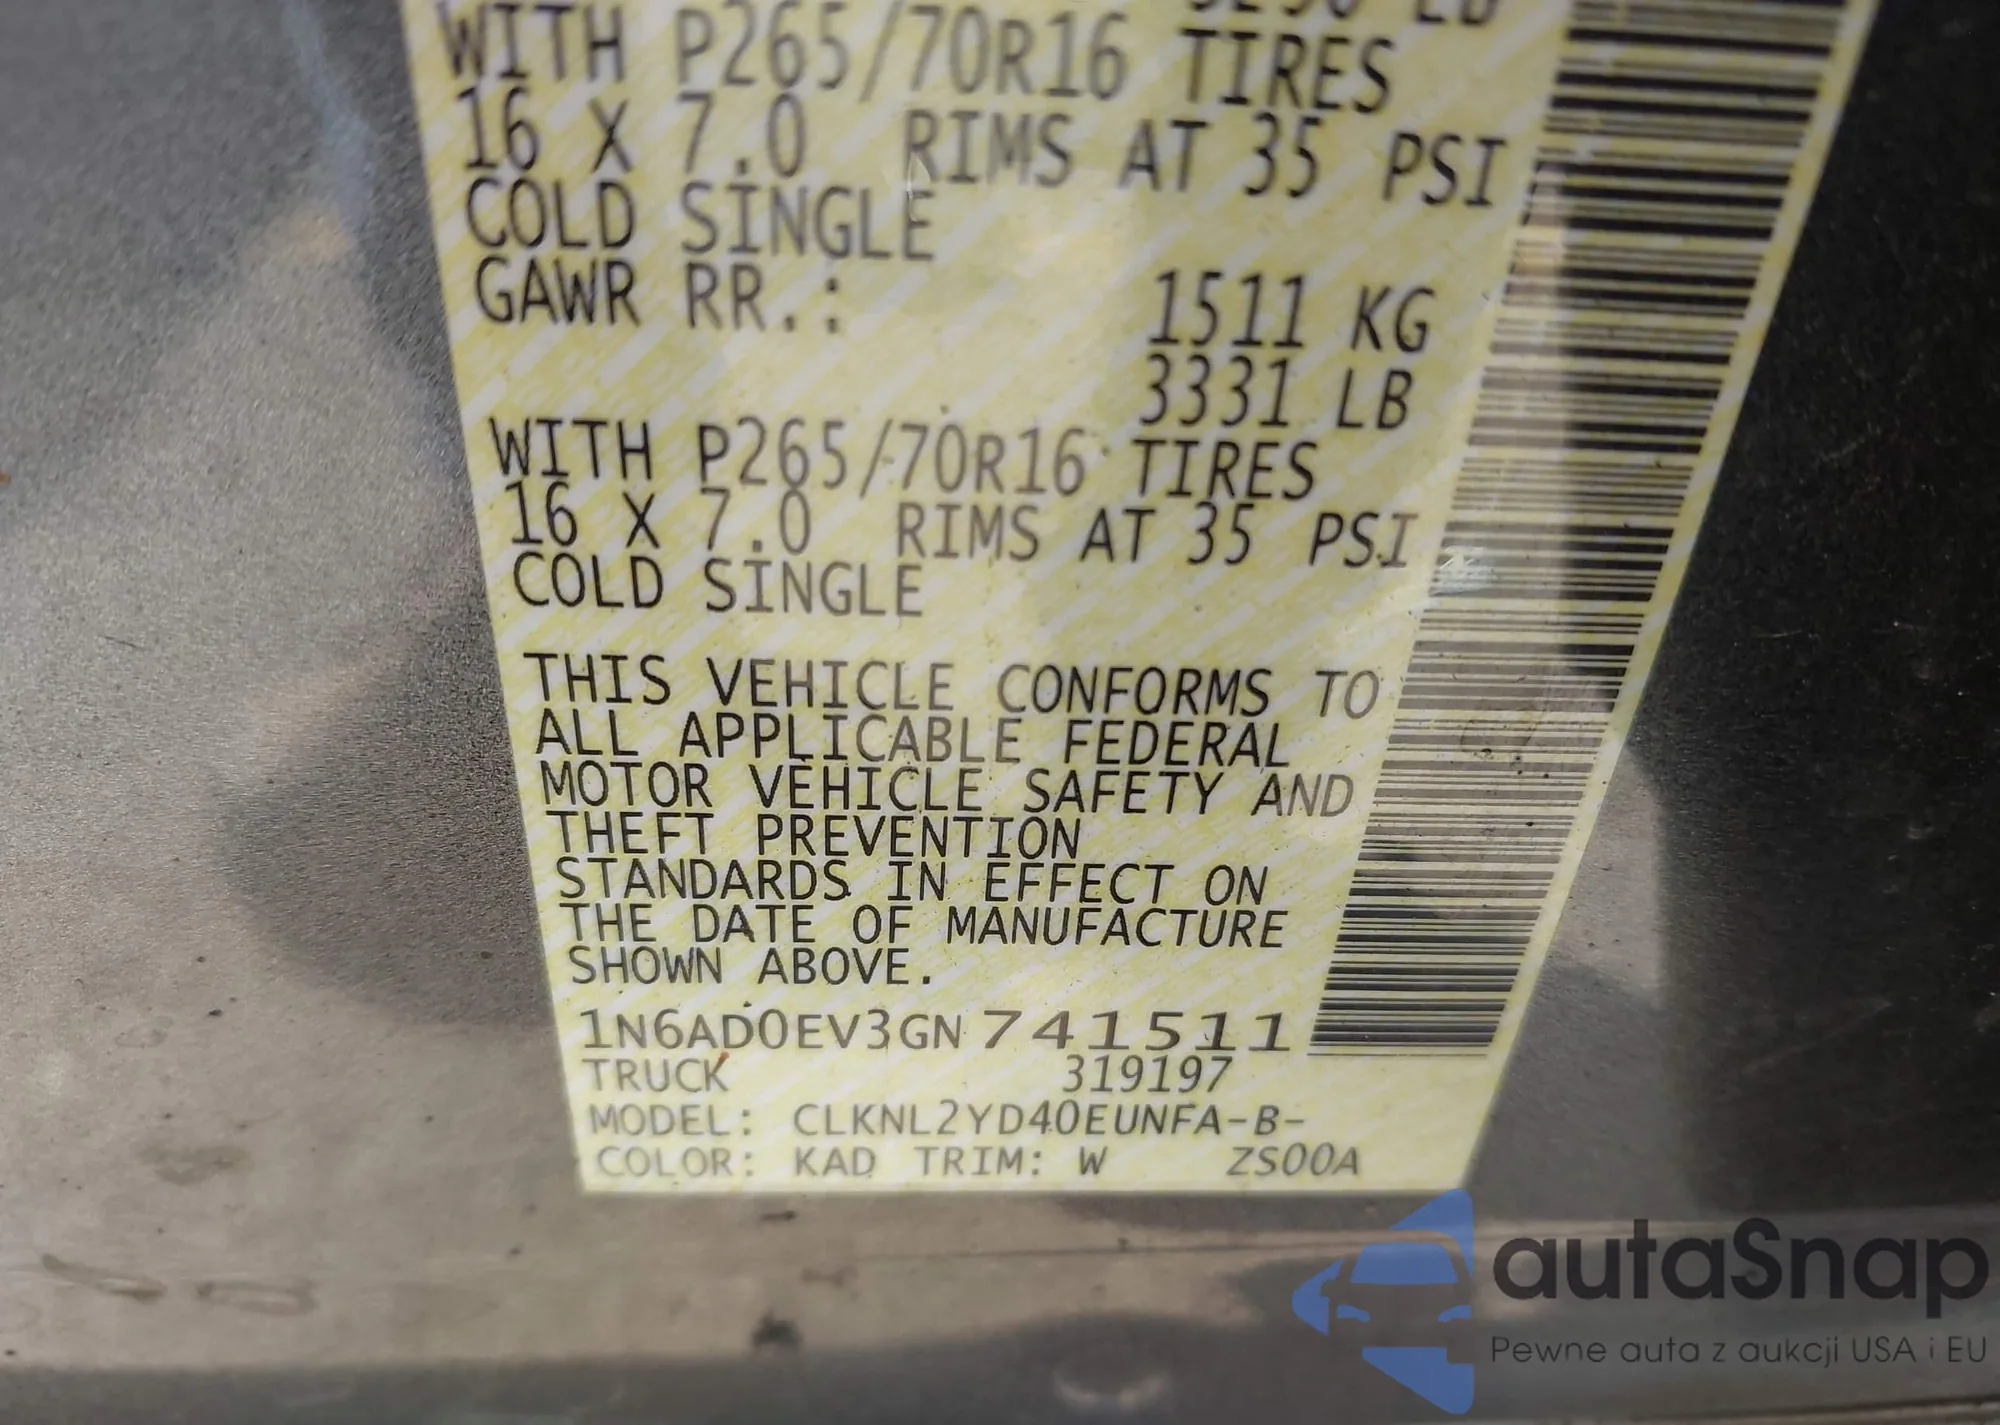 WITH P265/70R16 TIRES
16 X 7.0 RIMS AT 35 PSI
COLD SINGLE
GAWR RR.: 1511 KG
3331 LB
WITH P265/70R16 TIRES
16 X 7.0 RIMS AT 35 PSI
COLD SINGLE
THIS VEHICLE CONFORMS TO
ALL APPLICABLE FEDERAL
MOTOR VEHICLE SAFETY AND
THEFT PREVENTION
STANDARDS IN EFFECT ON
THE DATE OF MANUFACTURE
SHOWN ABOVE.
1N6AD0EV3GN741511
TRUCK 319197
MODEL: CLKNL2YD40EUNFA-B-
COLOR: KAD TRIM: W ZS00A
autaSnap
Pewne auta z aukcji USA i EU